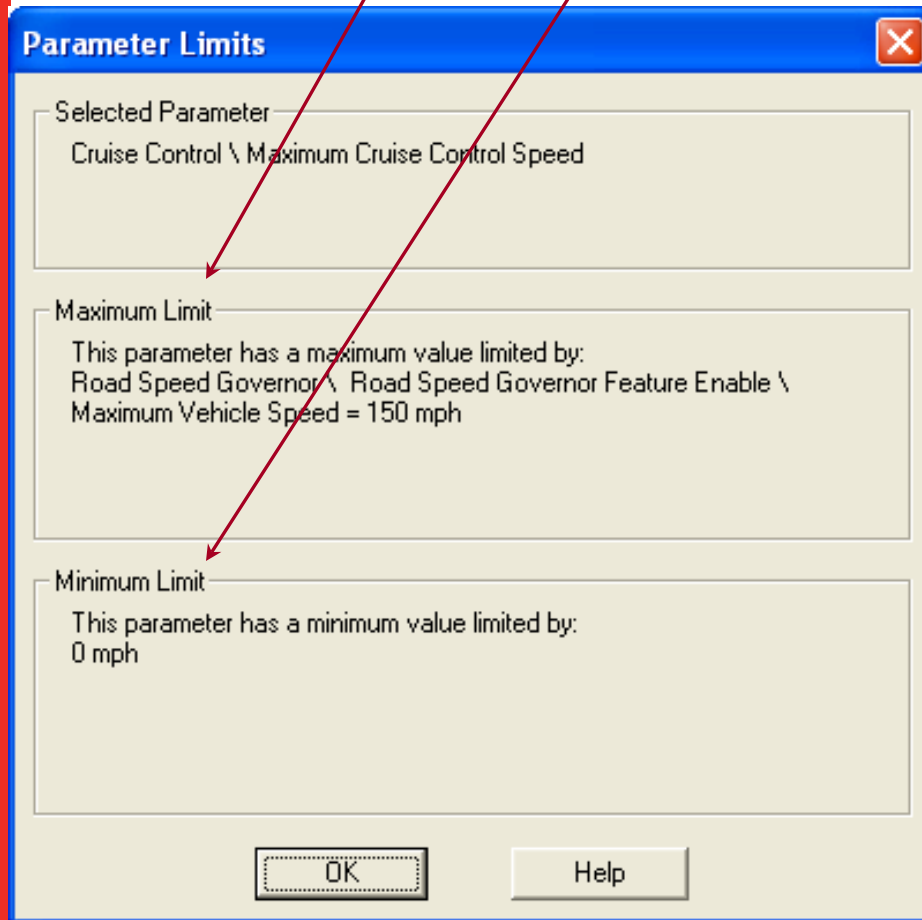 Parameter Limits
Selected Parameter
Cruise Control \ Maximum Cruise Control Speed
Maximum Limit
This parameter has a maximum value limited by:
Road Speed Governor \ Road Speed Governor Feature Enable \
Maximum Vehicle Speed = 150 mph
Minimum Limit
This parameter has a minimum value limited by:
0 mph
OK
Help